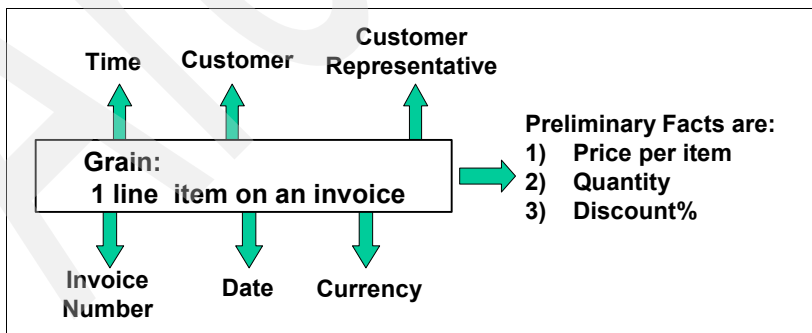 Time
Customer
Customer
Representative
Grain:
1 line item on an invoice
Preliminary Facts are:
1) Price per item
2) Quantity
3) Discount%
Invoice
Number
Date
Currency